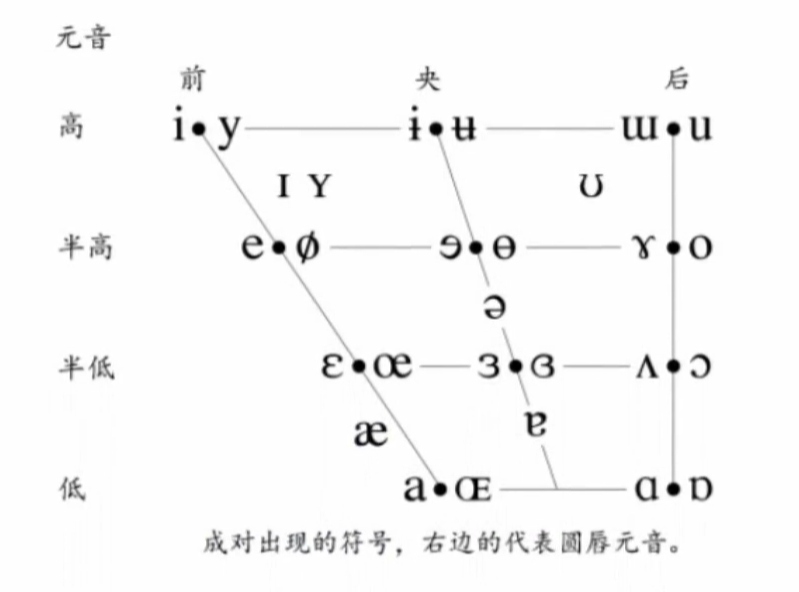 元音
前 央 后
高 i y ɨ ʉ ɯ u
ɪ ʏ ʊ
半高 e ø ɘ ɵ ɤ o
ə
半低 ɛ œ ɜ ɞ ʌ ɔ
æ ɐ
低 a ɶ ɑ ɒ
成对出现的符号，右边的代表圆唇元音。